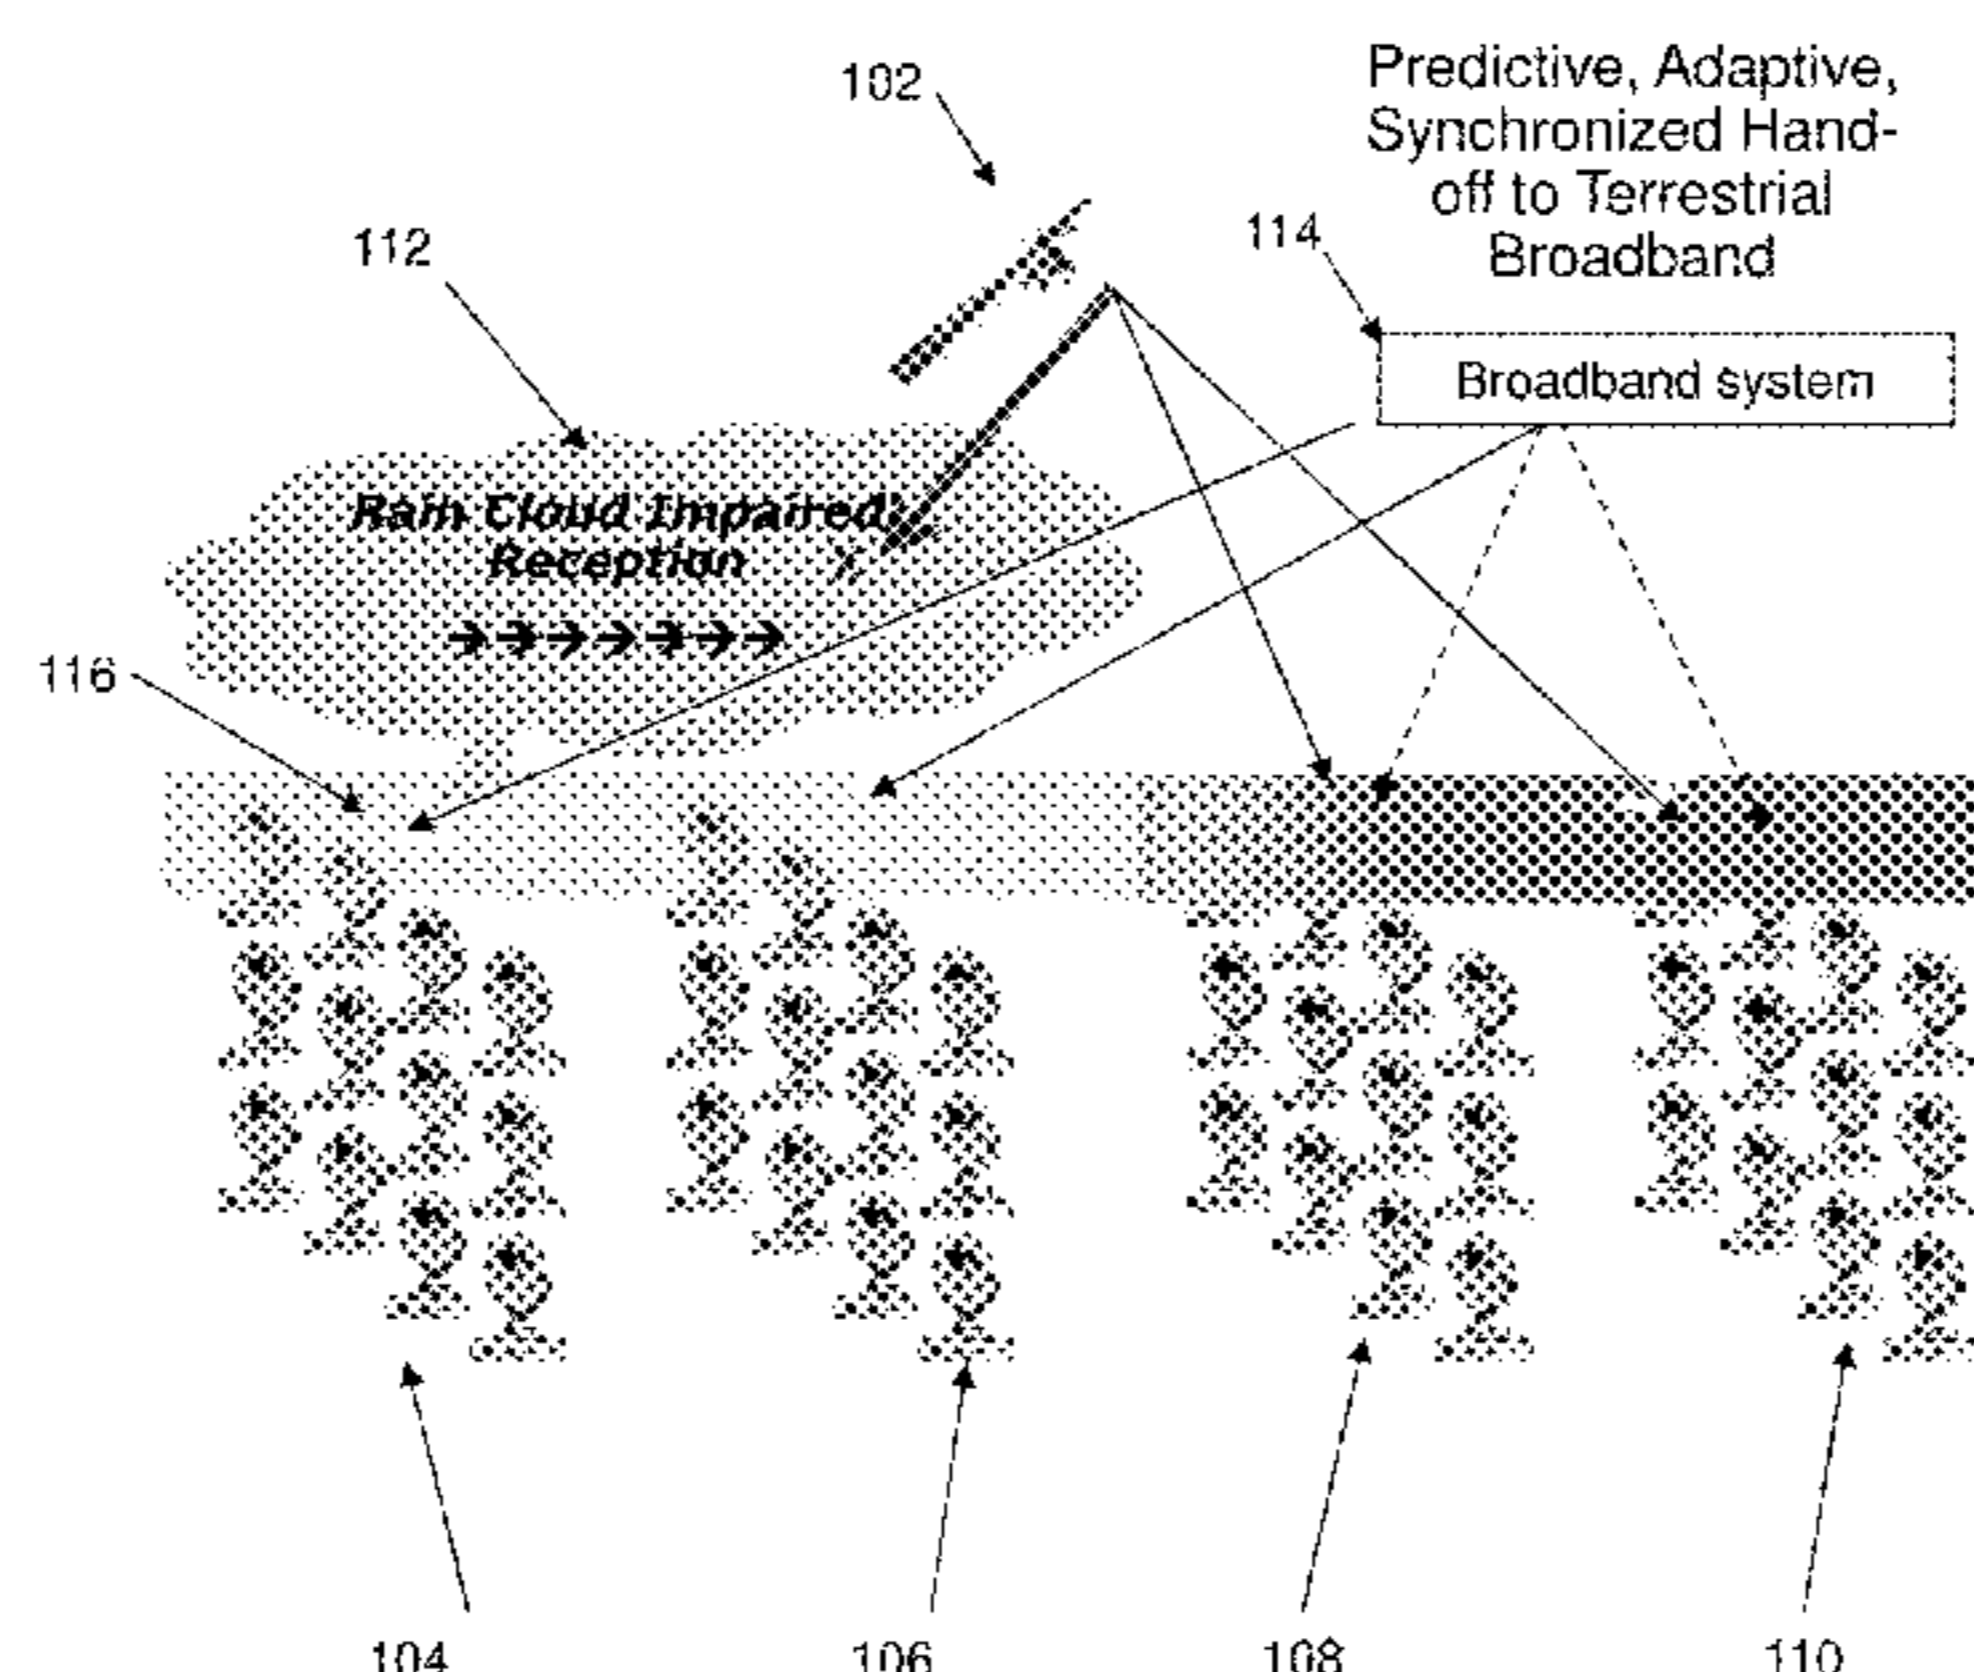 102
Predictive, Adaptive,
Synchronized Hand-
off to Terrestrial
Broadband
112
114
Broadband system
Rain Cloud Impaired
Reception
116
104
106
108
110